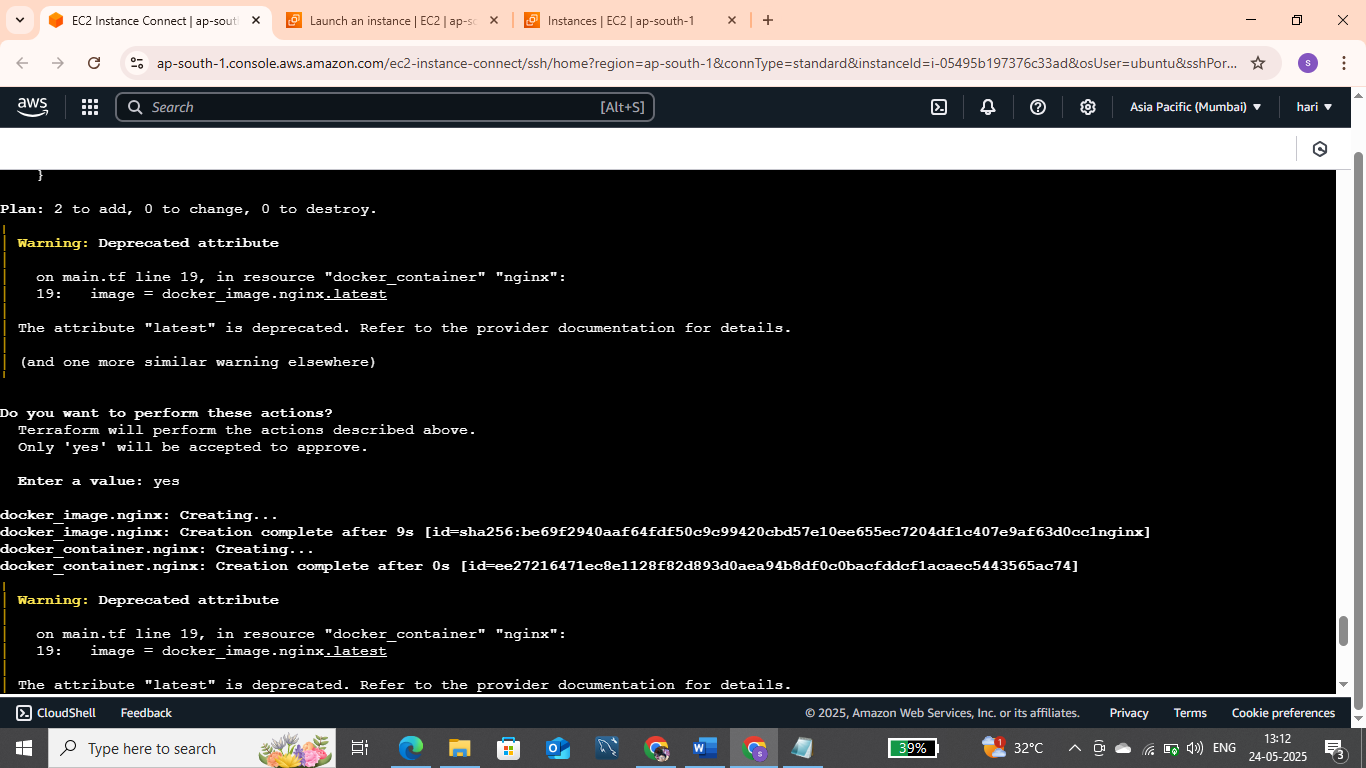 EC2 Instance Connect | ap-sout
Launch an instance | EC2 | ap-sc
Instances | EC2 | ap-south-1
ap-south-1.console.aws.amazon.com/ec2-instance-connect/ssh/home?region=ap-south-1&connType=standard&instanceId=i-05495b197376c33ad&osUser=ubuntu&sshPor...
s
aws
Search
[Alt+S]
Asia Pacific (Mumbai)
hari
}
Plan: 2 to add, 0 to change, 0 to destroy.
Warning: Deprecated attribute
on main.tf line 19, in resource "docker_container" "nginx":
19:   image = docker_image.nginx.latest
The attribute "latest" is deprecated. Refer to the provider documentation for details.
(and one more similar warning elsewhere)
Do you want to perform these actions?
Terraform will perform the actions described above.
Only 'yes' will be accepted to approve.
Enter a value: yes
docker_image.nginx: Creating...
docker_image.nginx: Creation complete after 9s [id=sha256:be69f2940aaf64fdf50c9c99420cbd57e10ee655ec7204df1c407e9af63d0cc1nginx]
docker_container.nginx: Creating...
docker_container.nginx: Creation complete after 0s [id=ee27216471ec8e1128f82d893d0aea94b8df0c0bacfddcf1acaec5443565ac74]
Warning: Deprecated attribute
on main.tf line 19, in resource "docker_container" "nginx":
19:   image = docker_image.nginx.latest
The attribute "latest" is deprecated. Refer to the provider documentation for details.
CloudShell
Feedback
© 2025, Amazon Web Services, Inc. or its affiliates.
Privacy
Terms
Cookie preferences
Type here to search
39%
1
32°C
ENG
13:12
24-05-2025
3